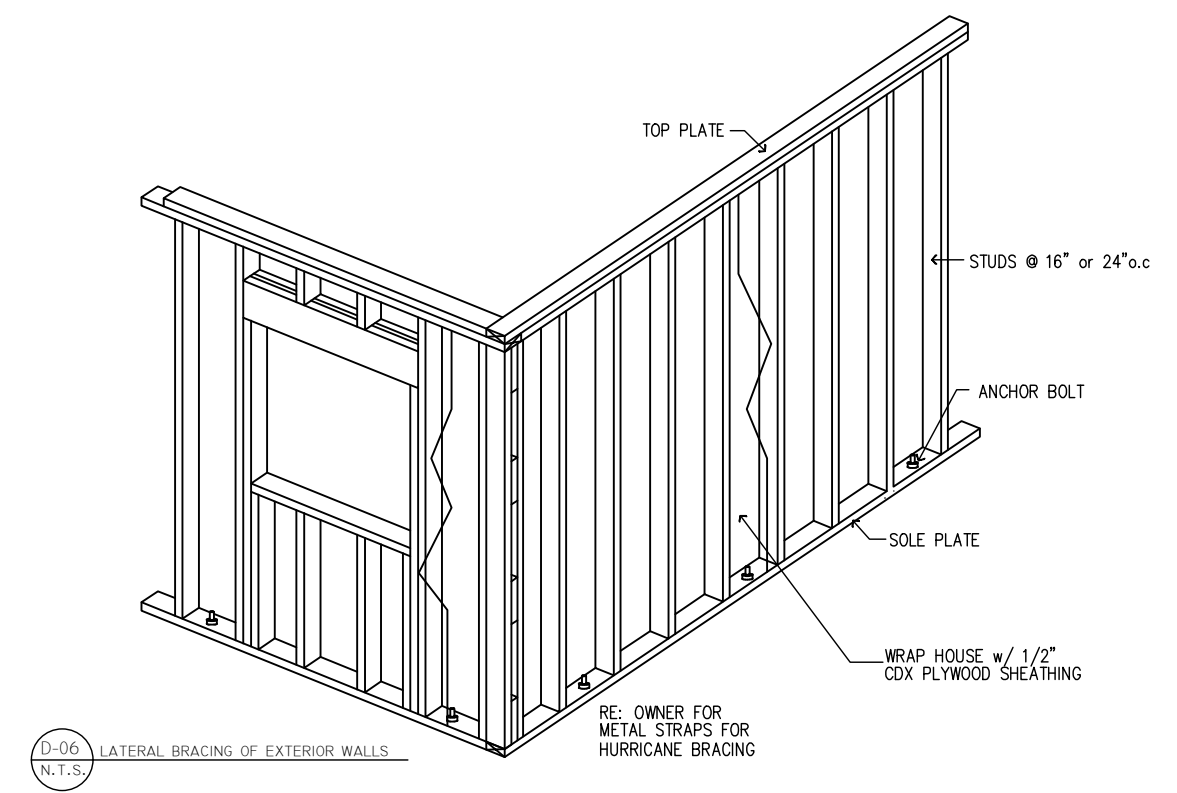 TOP PLATE
STUDS @ 16" or 24"o.c
ANCHOR BOLT
SOLE PLATE
WRAP HOUSE w/ 1/2"
CDX PLYWOOD SHEATHING
RE: OWNER FOR
METAL STRAPS FOR
HURRICANE BRACING
D-06
LATERAL BRACING OF EXTERIOR WALLS
N.T.S.